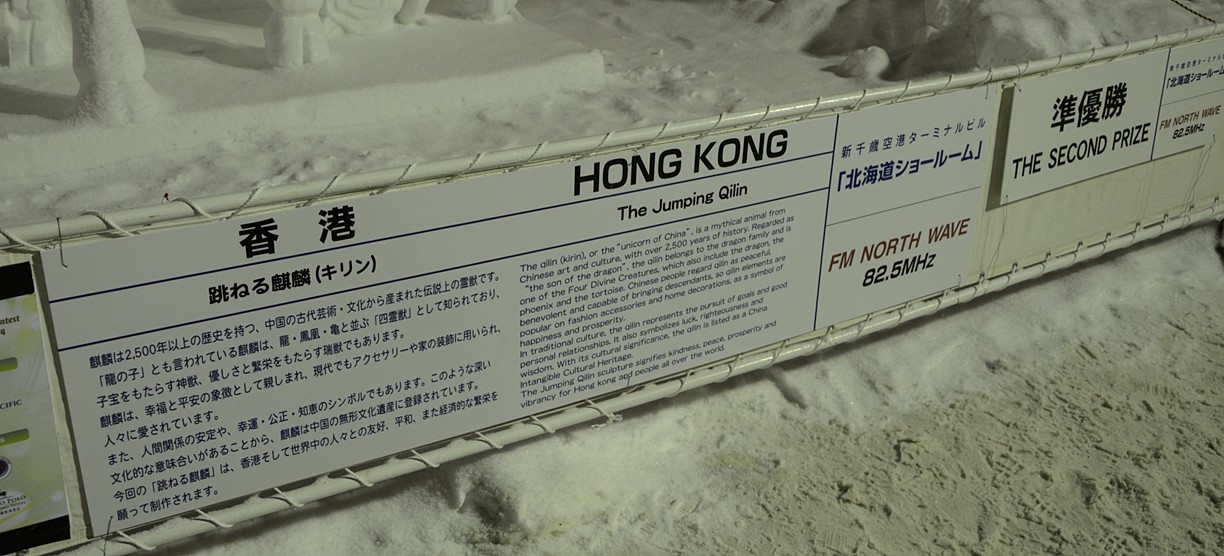 香 港
HONG KONG
跳ねる麒麟 (キリン)
The Jumping Qilin
麒麟は2,500年以上の歴史を持つ、中国の古代芸術・文化から産まれた伝説上の霊獣です。
「龍の子」とも言われている麒麟は、龍・鳳凰・亀と並ぶ「四霊獣」として知られており、
子宝をもたらす神獣、優しさと繁栄をもたらす瑞獣でもあります。
麒麟は、幸福と平安の象徴として親しまれ、現代でもアクセサリーや家の装飾に用いられ、
人々に愛されています。
また、人間関係の安定や、幸運・公正・知恵のシンボルでもあります。このような深い
文化的な意味合いがあることから、麒麟は中国の無形文化遺産に登録されています。
今回の「跳ねる麒麟」は、香港そして世界中の人々との友好、平和、また経済的な繁栄を
願って制作されます。
The qilin (kirin), or the "unicorn of China", is a mythical animal from
Chinese art and culture, with over 2,500 years of history. Regarded as
"the son of the dragon", the qilin belongs to the dragon family and is
one of the Four Divine Creatures, which also include the dragon, the
phoenix and the tortoise. Chinese people regard qilin as peaceful,
benevolent and capable of bringing descendants, so qilin elements are
popular on fashion accessories and home decorations, as a symbol of
happiness and prosperity.
In traditional culture, the qilin represents the pursuit of goals and good
personal relationships. It also symbolizes luck, righteousness and
wisdom. With its cultural significance, the qilin is listed as a China
Intangible Cultural Heritage.
The Jumping Qilin sculpture signifies kindness, peace, prosperity and
vibrancy for Hong kong and people all over the world.
新千歳空港ターミナルビル
「北海道ショールーム」
FM NORTH WAVE
82.5MHz
準優勝
THE SECOND PRIZE
新千歳空港ターミナル
「北海道ショールーム
FM NORTH WAVE
82.5MHz
ntest
CIFIC
O POLO